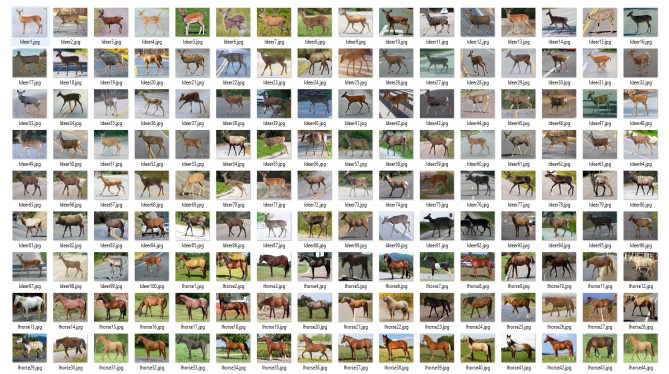 ldeer1.jpg ldeer2.jpg ldeer3.jpg ldeer4.jpg ldeer5.jpg ldeer6.jpg ldeer7.jpg ldeer8.jpg ldeer9.jpg ldeer10.jpg ldeer11.jpg ldeer12.jpg ldeer13.jpg ldeer14.jpg ldeer15.jpg ldeer16.jpg
ldeer17.jpg ldeer18.jpg ldeer19.jpg ldeer20.jpg ldeer21.jpg ldeer22.jpg ldeer23.jpg ldeer24.jpg ldeer25.jpg ldeer26.jpg ldeer27.jpg ldeer28.jpg ldeer29.jpg ldeer30.jpg ldeer31.jpg ldeer32.jpg
ldeer33.jpg ldeer34.jpg ldeer35.jpg ldeer36.jpg ldeer37.jpg ldeer38.jpg ldeer39.jpg ldeer40.jpg ldeer41.jpg ldeer42.jpg ldeer43.jpg ldeer44.jpg ldeer45.jpg ldeer46.jpg ldeer47.jpg ldeer48.jpg
ldeer49.jpg ldeer50.jpg ldeer51.jpg ldeer52.jpg ldeer53.jpg ldeer54.jpg ldeer55.jpg ldeer56.jpg ldeer57.jpg ldeer58.jpg ldeer59.jpg ldeer60.jpg ldeer61.jpg ldeer62.jpg ldeer63.jpg ldeer64.jpg
ldeer65.jpg ldeer66.jpg ldeer67.jpg ldeer68.jpg ldeer69.jpg ldeer70.jpg ldeer71.jpg ldeer72.jpg ldeer73.jpg ldeer74.jpg ldeer75.jpg ldeer76.jpg ldeer77.jpg ldeer78.jpg ldeer79.jpg ldeer80.jpg
ldeer81.jpg ldeer82.jpg ldeer83.jpg ldeer84.jpg ldeer85.jpg ldeer86.jpg ldeer87.jpg ldeer88.jpg ldeer89.jpg ldeer90.jpg ldeer91.jpg ldeer92.jpg ldeer93.jpg ldeer94.jpg ldeer95.jpg ldeer96.jpg
ldeer97.jpg ldeer98.jpg ldeer99.jpg ldeer100.jpg lhorse1.jpg lhorse2.jpg lhorse3.jpg lhorse4.jpg lhorse5.jpg lhorse6.jpg lhorse7.jpg lhorse8.jpg lhorse9.jpg lhorse10.jpg lhorse11.jpg lhorse12.jpg
lhorse13.jpg lhorse14.jpg lhorse15.jpg lhorse16.jpg lhorse17.jpg lhorse18.jpg lhorse19.jpg lhorse20.jpg lhorse21.jpg lhorse22.jpg lhorse23.jpg lhorse24.jpg lhorse25.jpg lhorse26.jpg lhorse27.jpg lhorse28.jpg
lhorse29.jpg lhorse30.jpg lhorse31.jpg lhorse32.jpg lhorse33.jpg lhorse34.jpg lhorse35.jpg lhorse36.jpg lhorse37.jpg lhorse38.jpg lhorse39.jpg lhorse40.jpg lhorse41.jpg lhorse42.jpg lhorse43.jpg lhorse44.jpg